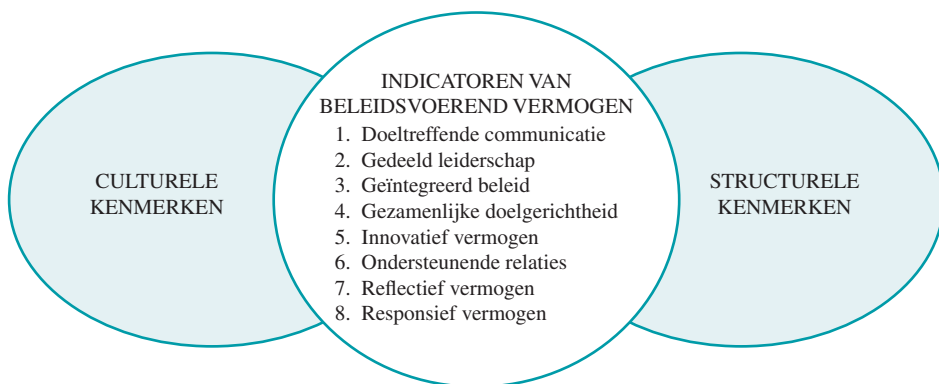 INDICATOREN VAN
BELEIDSVOEREND VERMOGEN
1. Doeltreffende communicatie
2. Gedeeld leiderschap
3. Geïntegreerd beleid
4. Gezamenlijke doelgerichtheid
5. Innovatief vermogen
6. Ondersteunende relaties
7. Reflectief vermogen
8. Responsief vermogen
CULTURELE
KENMERKEN
STRUCTURELE
KENMERKEN